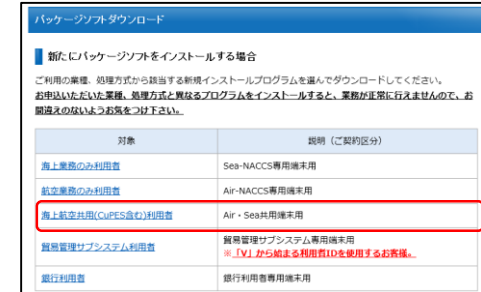 パッケージソフトダウンロード
新たにパッケージソフトをインストールする場合
ご利用の業種、処理方式から該当する新規インストールプログラムを選んでダウンロードしてください。
お申込いただいた業種、処理方式と異なるプログラムをインストールすると、業務が正常に行えませんので、お
間違えのないようお気をつけ下さい。
対象 説明（ご契約区分）
海上業務のみ利用者 Sea-NACCS専用端末用
航空業務のみ利用者 Air-NACCS専用端末用
海上航空共用(CuPES含む)利用者 Air・Sea共用端末用
貿易管理サブシステム利用者 貿易管理サブシステム専用端末用
※「V」から始まる利用者IDを使用するお客様。
銀行利用者 銀行利用者専用端末用